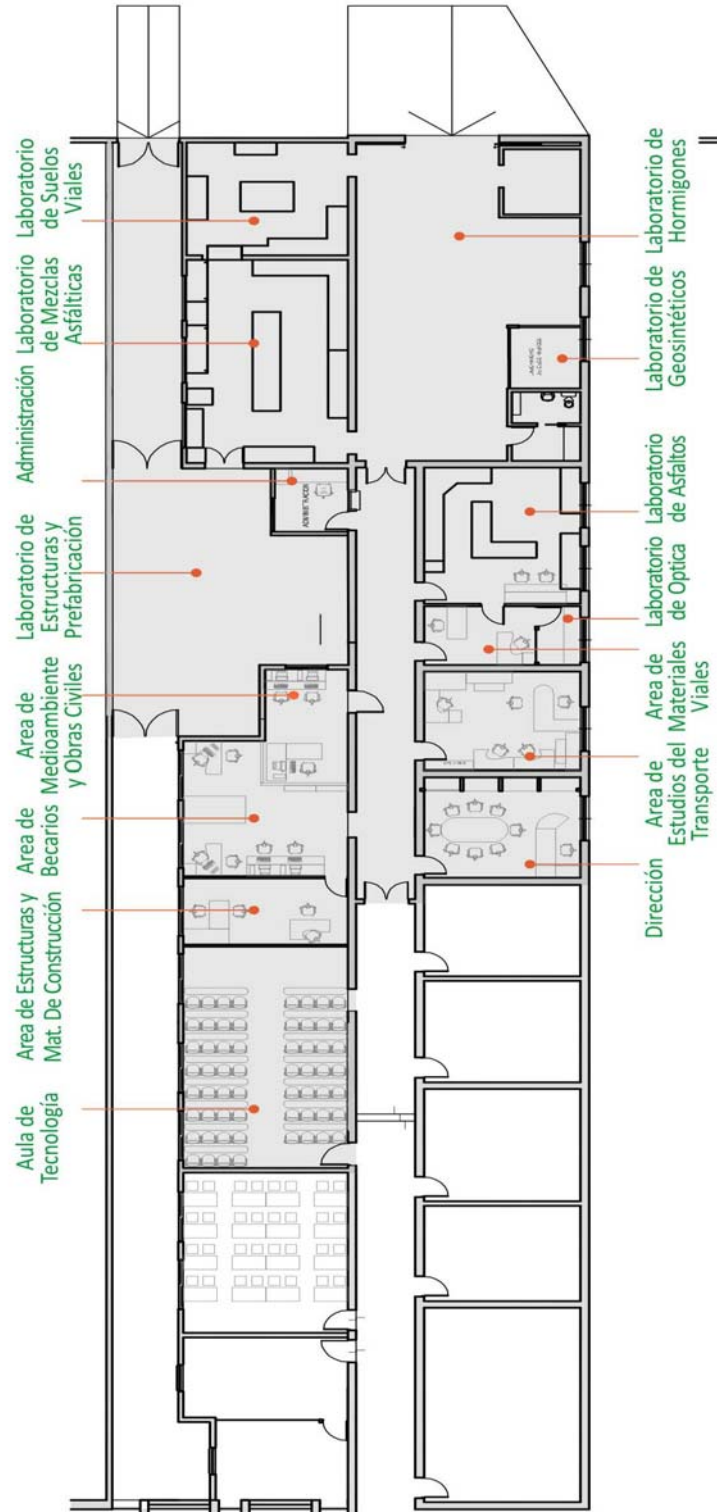 Aula de
Tecnología
Area de Estructuras y
Mat. De Construcción
Area de
Becarios
Area de
Medioambiente
y Obras Civiles
Laboratorio de
Estructuras y
Prefabricación
Administración
Laboratorio
de Mezclas
Asfálticas
Laboratorio
de Suelos
Viales
Dirección
Area de
Estudios del
Transporte
Area de
Materiales
Viales
Laboratorio
de Optica
Laboratorio
de Asfaltos
Laboratorio de
Geosintéticos
Laboratorio de
Hormigones